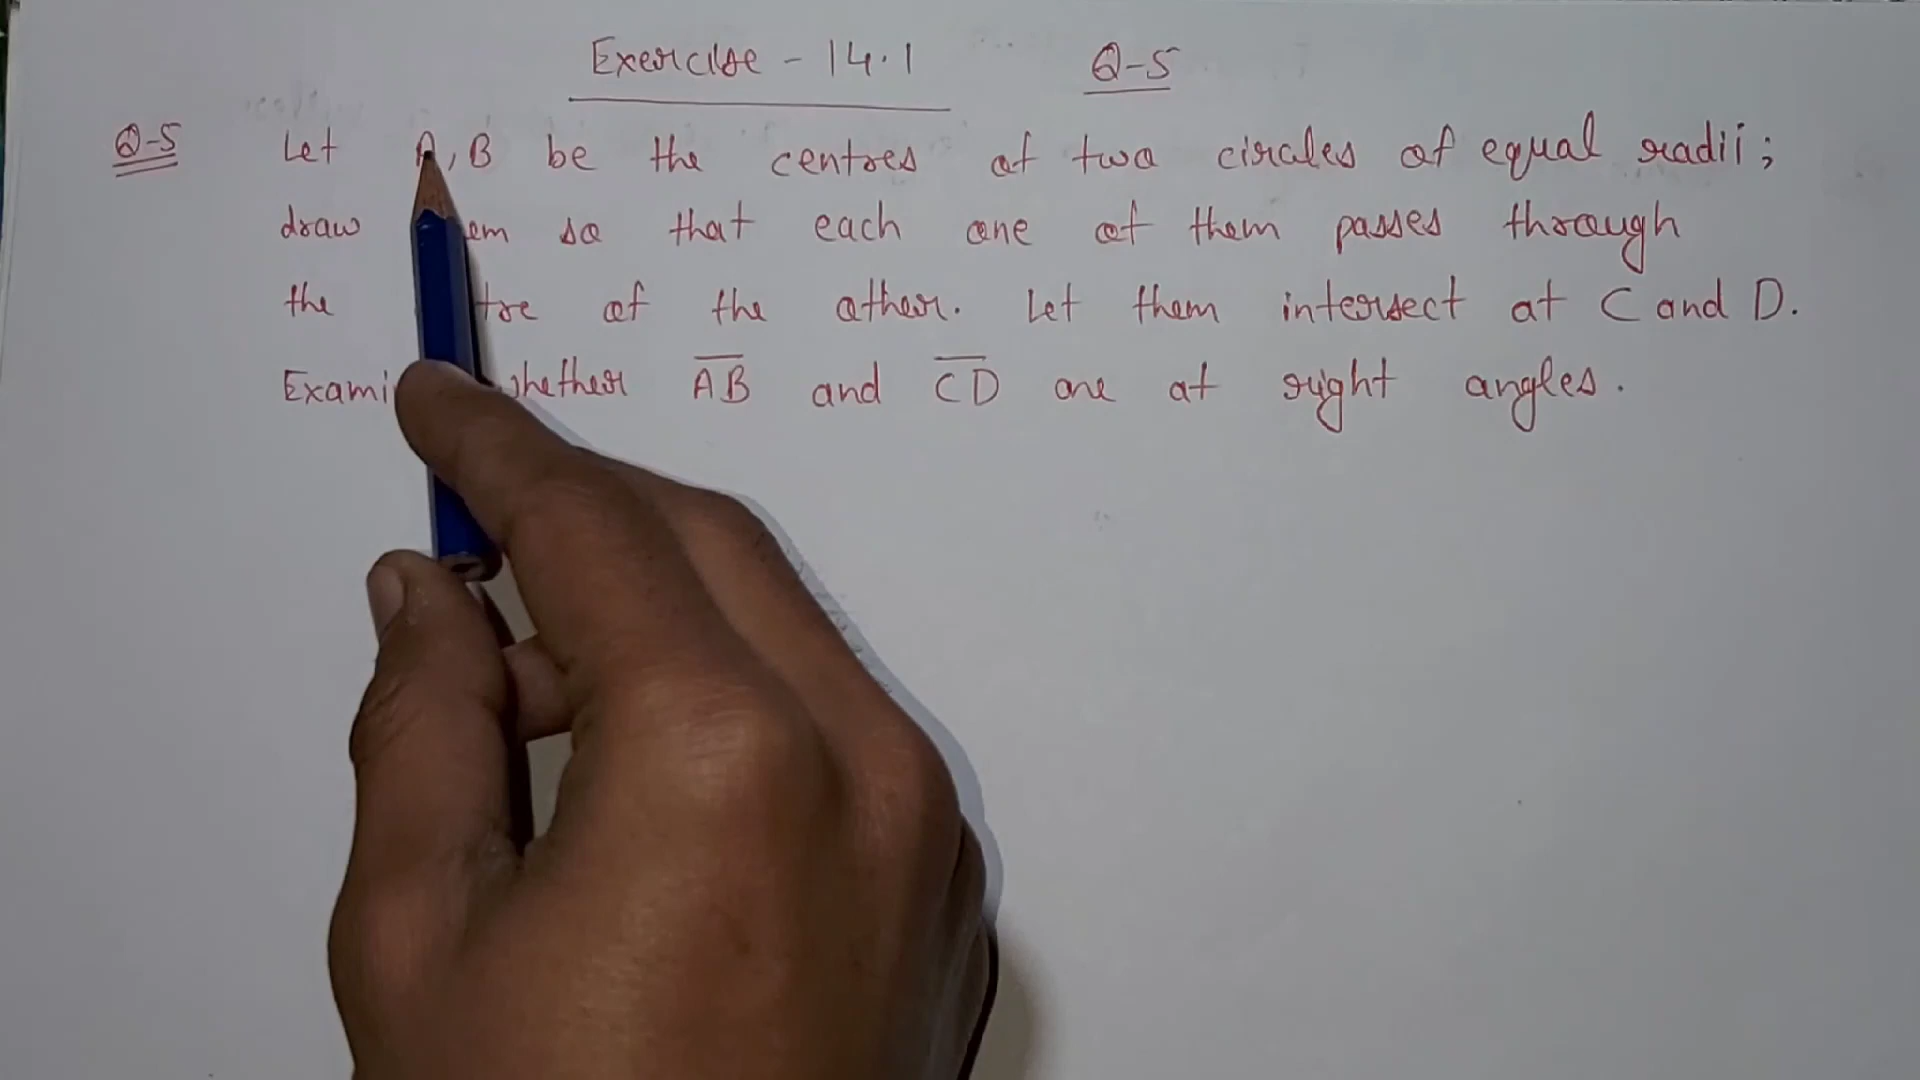 Exercise - 14.1 Q-5
Q-5 Let A, B be the centres of two circles of equal radii;
draw so that each one of them passes through
the of the other. Let them intersect at C and D.
AB and CD are at right angles.